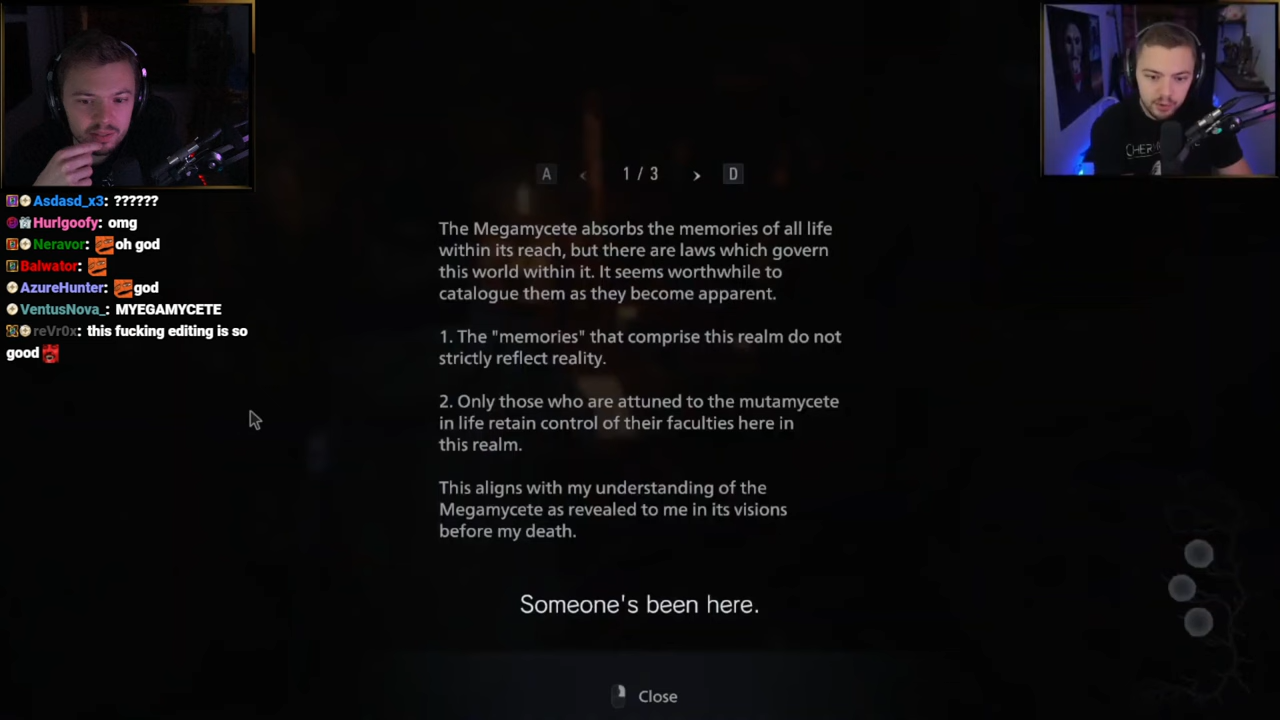 Asdasd_x3: ??????
Hurlgoofy: omg
Neravor: oh god
Balwator:
AzureHunter: god
VentusNova_: MYEGAMYCETE
reVr0x: this fucking editing is so
good
A < 1 / 3 > D
The Megamycete absorbs the memories of all life
within its reach, but there are laws which govern
this world within it. It seems worthwhile to
catalogue them as they become apparent.
1. The "memories" that comprise this realm do not
strictly reflect reality.
2. Only those who are attuned to the mutamycete
in life retain control of their faculties here in
this realm.
This aligns with my understanding of the
Megamycete as revealed to me in its visions
before my death.
Someone's been here.
Close